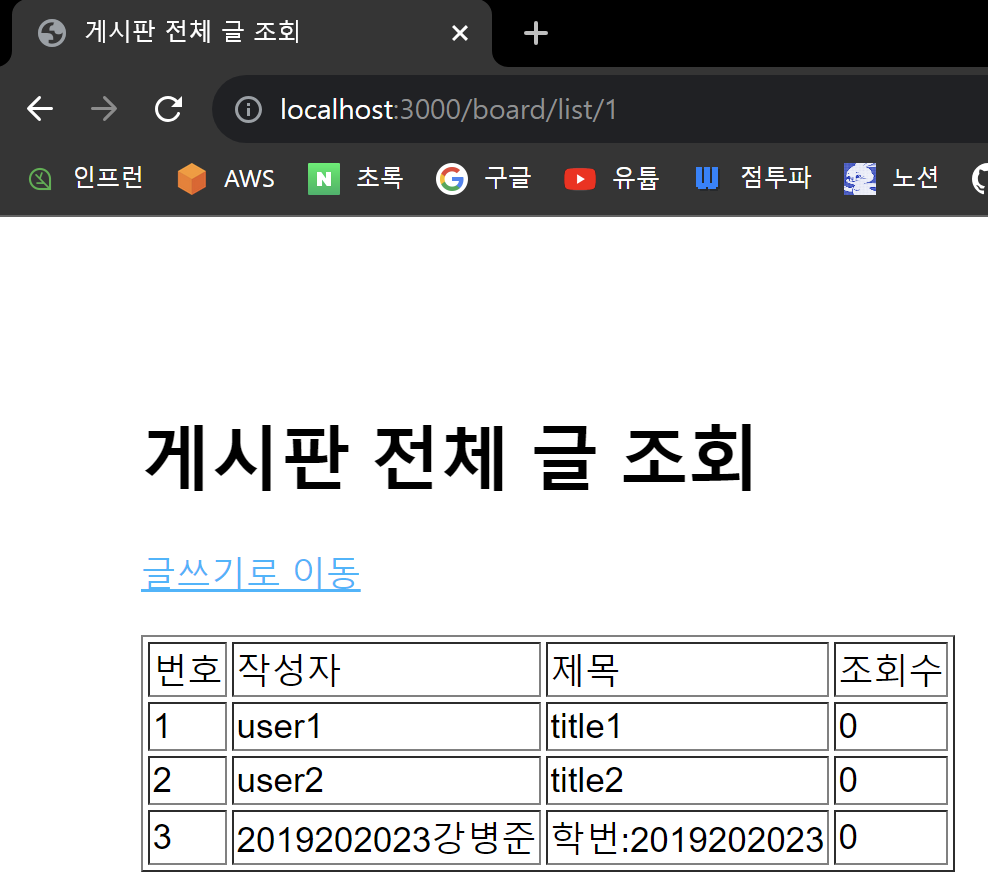 게시판 전체 글 조회
localhost:3000/board/list/1
인프런 AWS N 초록 G 구글 유튭 점투파 노션
게시판 전체 글 조회
글쓰기로 이동
번호 작성자 제목 조회수
1 user1 title1 0
2 user2 title2 0
3 2019202023강병준 학번:2019202023 0